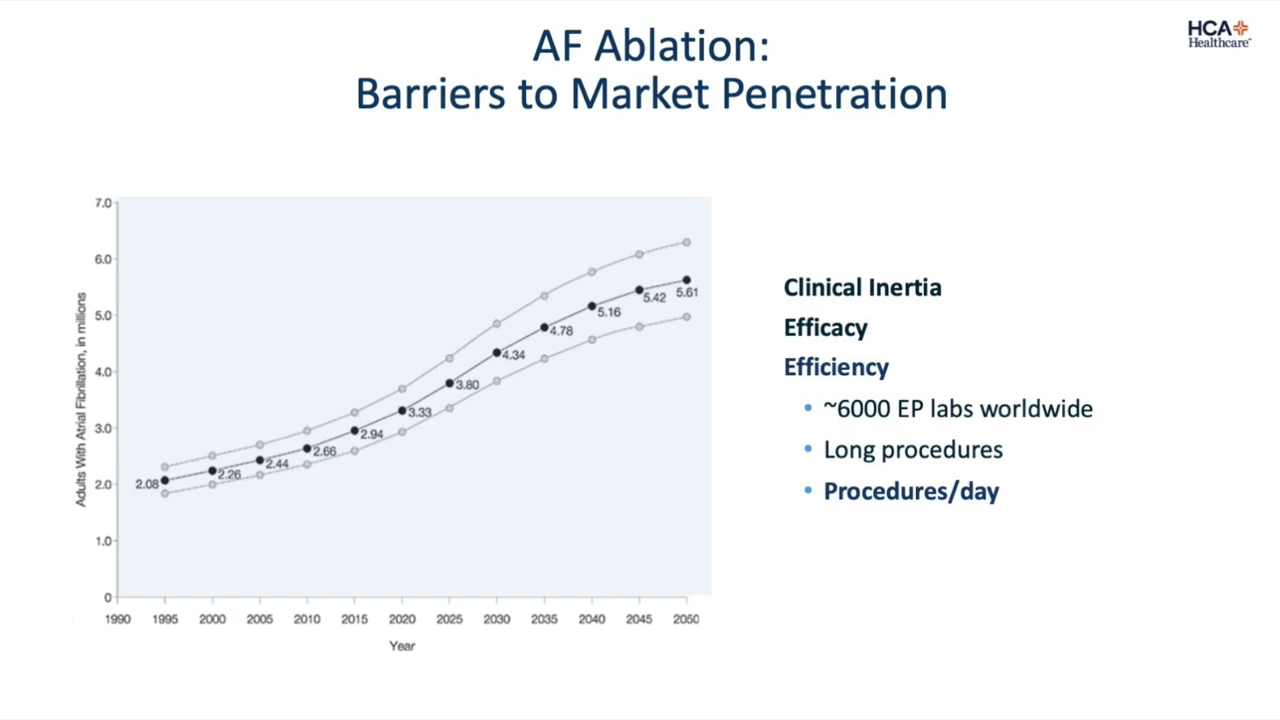 AF Ablation:
Barriers to Market Penetration
HCA
Healthcare™
7.0
6.0
5.0
4.0
3.0
2.0
1.0
0
Adults With Atrial Fibrillation, in millions
2.08
2.26
2.44
2.66
2.94
3.33
3.80
4.34
4.78
5.16
5.42
5.61
1990 1995 2000 2005 2010 2015 2020 2025 2030 2035 2040 2045 2050
Year
Clinical Inertia
Efficacy
Efficiency
• ~6000 EP labs worldwide
• Long procedures
• Procedures/day